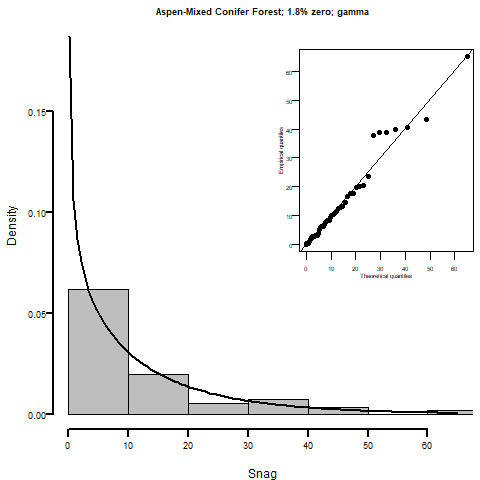 Aspen-Mixed Conifer Forest; 1.8% zero; gamma
Density
0.15
0.10
0.05
0.00
0 10 20 30 40 50 60
Snag
Empirical quantiles
60
50
40
30
20
10
0
0 10 20 30 40 50 60
Theoretical quantiles